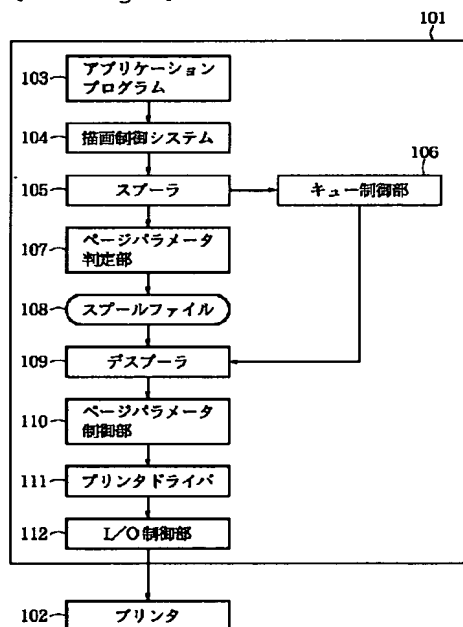 101
103
アプリケーション
プログラム
104
描画制御システム
106
105
スプーラ
キュー制御部
107
ページパラメータ
判定部
108
スプールファイル
109
デスプーラ
110
ページパラメータ
制御部
111
プリンタドライバ
112
I/O制御部
102
プリンタ